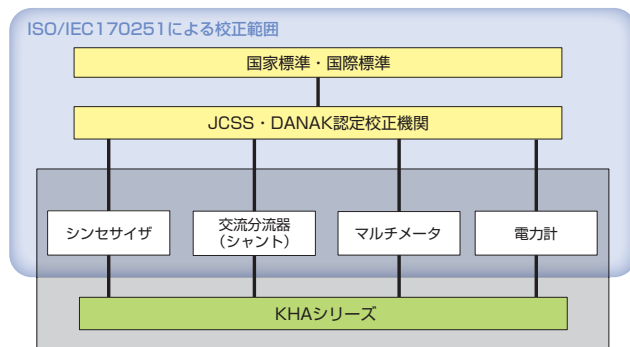 ISO/IEC170251による校正範囲
国家標準・国際標準
JCSS・DANAK認定校正機関
シンセサイザ
交流分流器
（シャント）
マルチメータ
電力計
KHAシリーズ